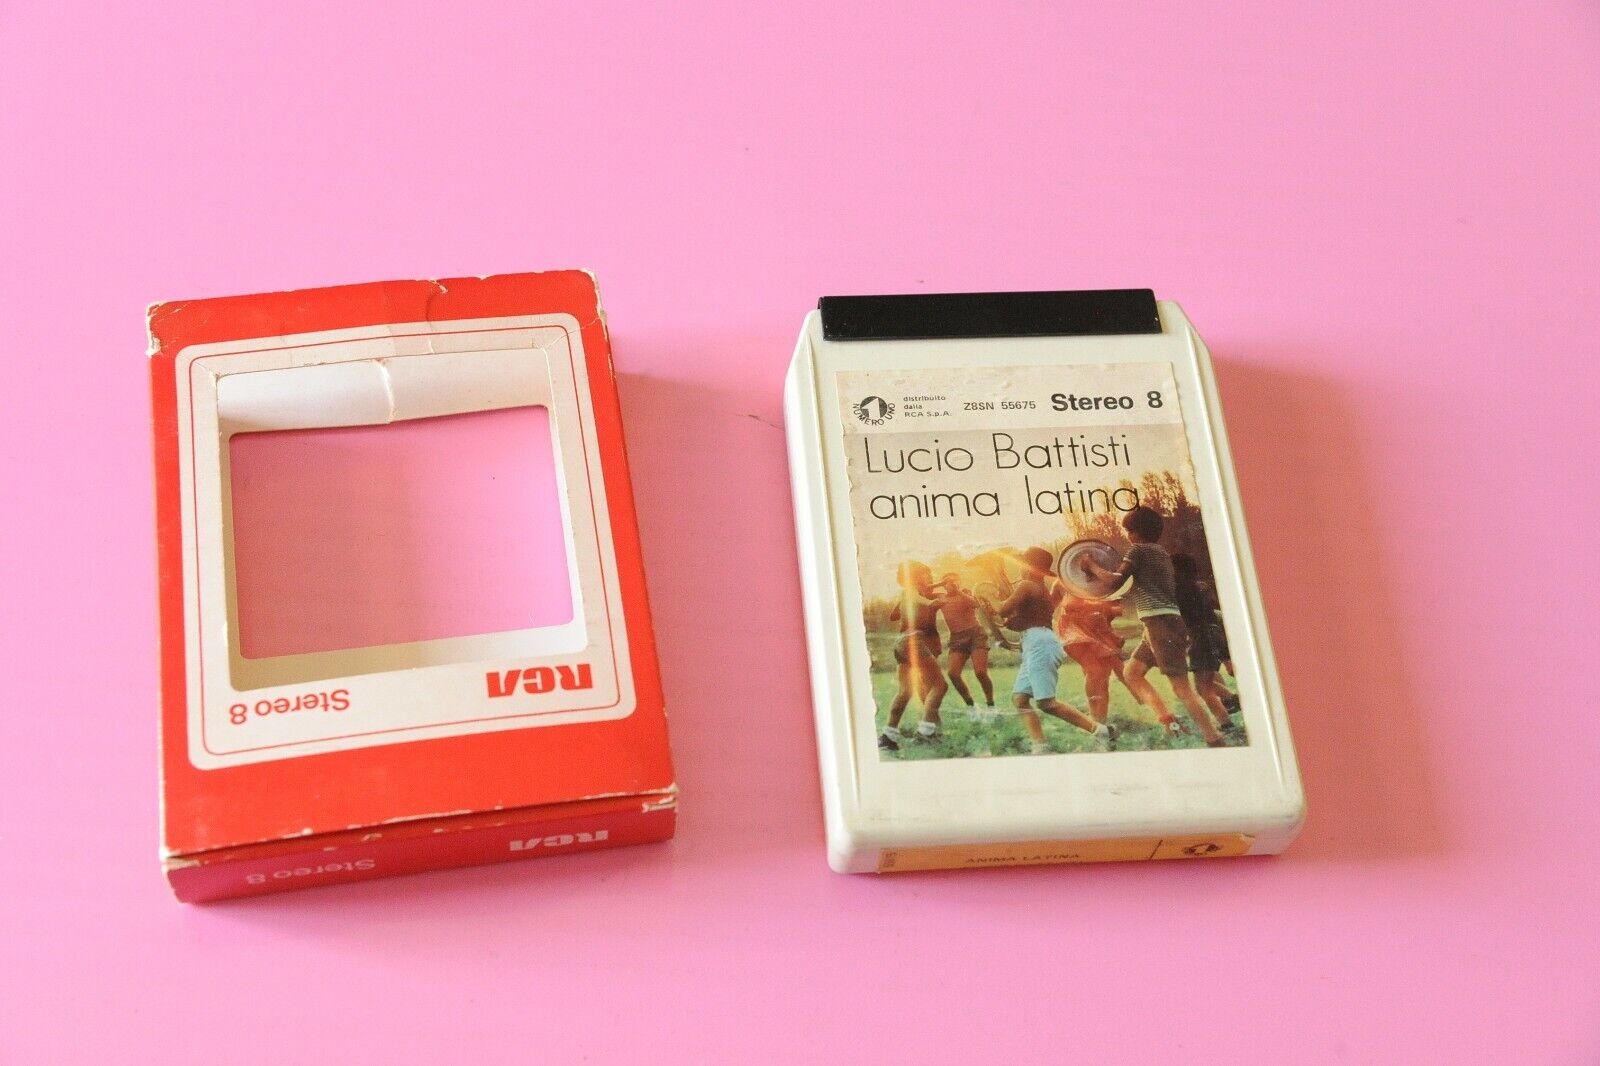 RCA
Stereo 8
RCA
Stereo 8
NUMERO UNO
1
distribuito
dalla
RCA S.p.A.
Z8SN 55675
Stereo 8
Lucio Battisti
anima latina
ANIMA LATINA